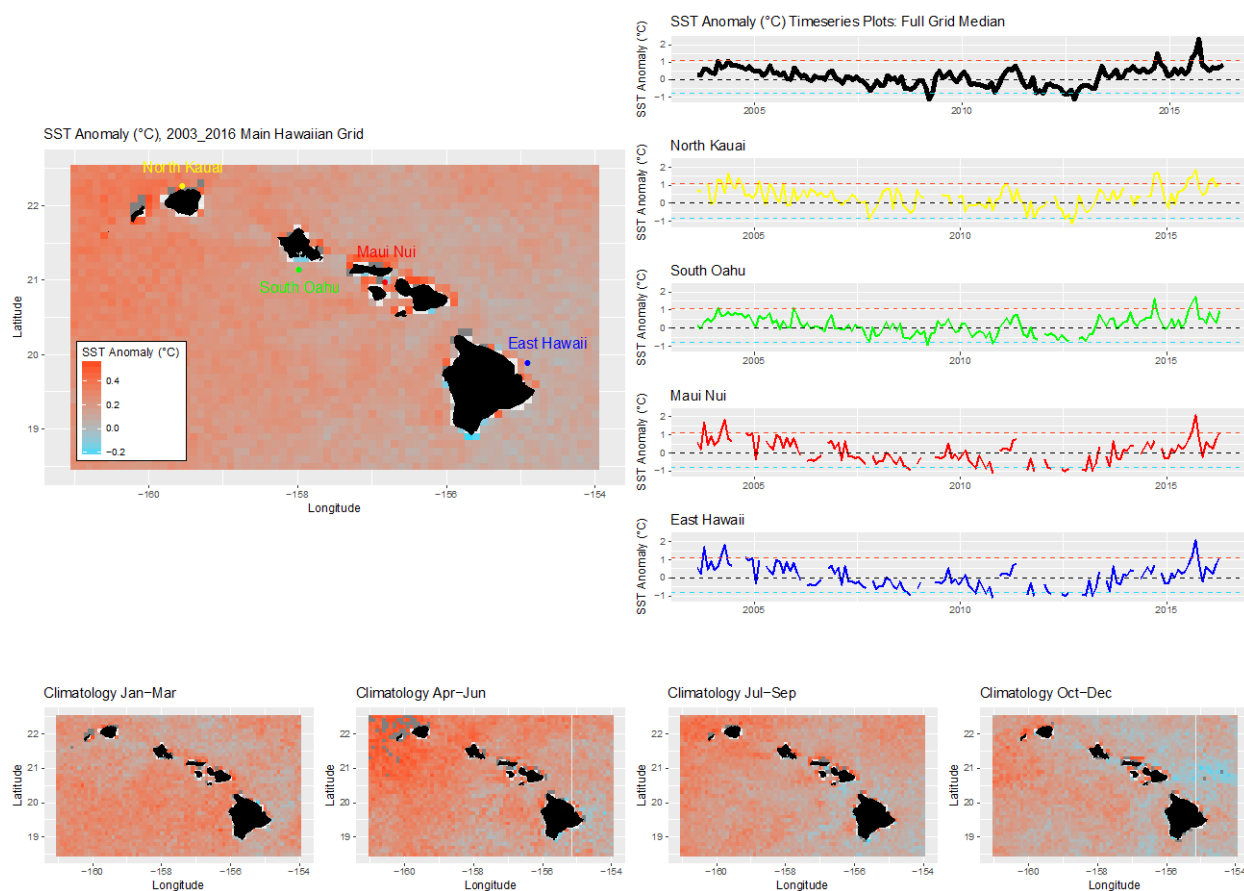 SST Anomaly (°C) Timeseries Plots: Full Grid Median
SST Anomaly (°C)
2
1
0
−1
2005
2010
2015
SST Anomaly (°C), 2003_2016 Main Hawaiian Grid
Latitude
22
21
20
19
North Kauai
South Oahu
Maui Nui
East Hawaii
SST Anomaly (°C)
0.4
0.2
0.0
−0.2
−160
−158
−156
−154
Longitude
North Kauai
SST Anomaly (°C)
2
1
0
−1
2005
2010
2015
South Oahu
SST Anomaly (°C)
2
1
0
−1
2005
2010
2015
Maui Nui
SST Anomaly (°C)
2
1
0
−1
2005
2010
2015
East Hawaii
SST Anomaly (°C)
2
1
0
−1
2005
2010
2015
Climatology Jan−Mar
Latitude
22
21
20
19
−160
−158
−156
−154
Longitude
Climatology Apr−Jun
Latitude
22
21
20
19
−160
−158
−156
−154
Longitude
Climatology Jul−Sep
Latitude
22
21
20
19
−160
−158
−156
−154
Longitude
Climatology Oct−Dec
Latitude
22
21
20
19
−160
−158
−156
−154
Longitude